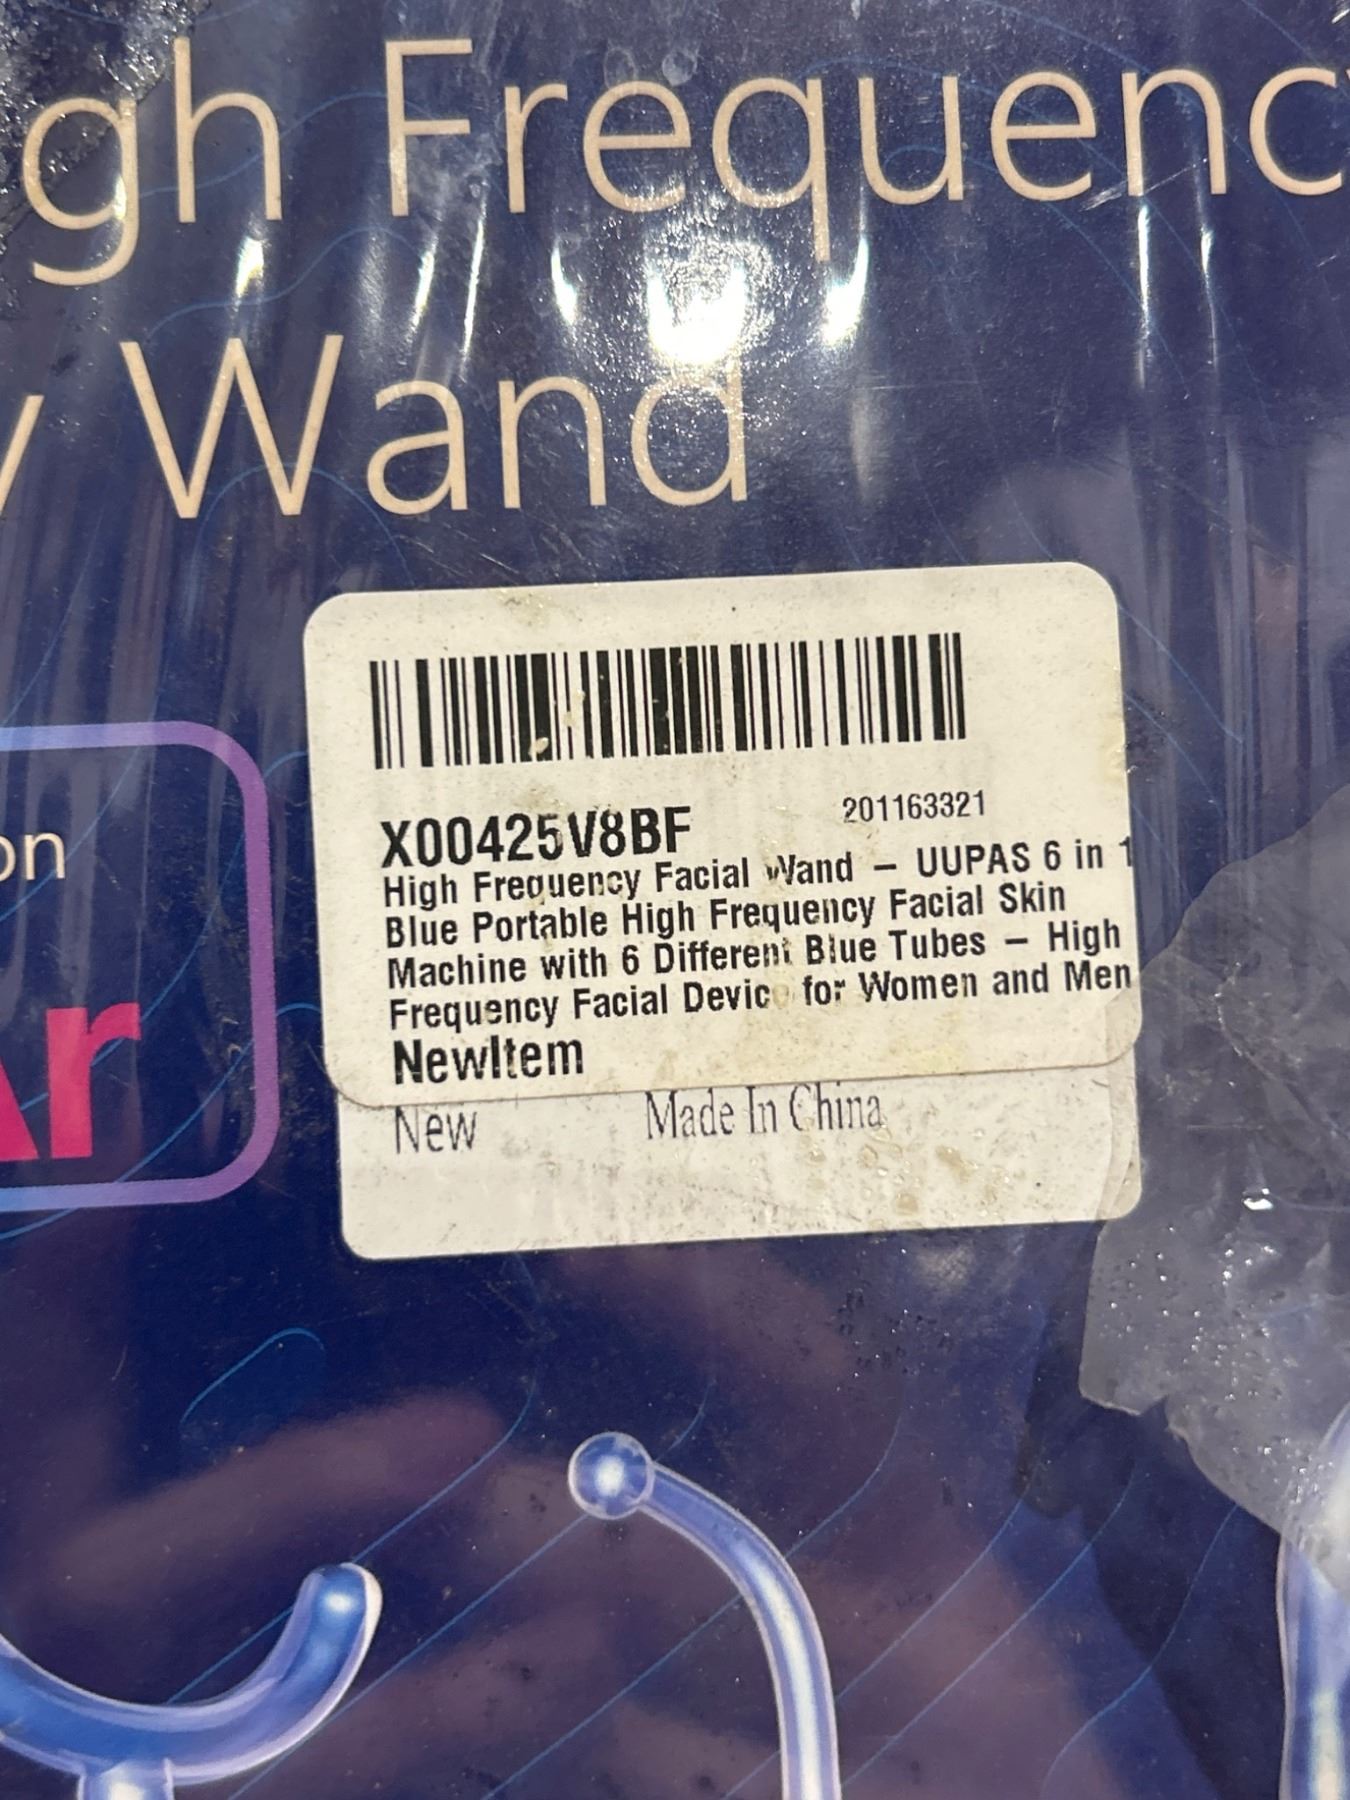 gh Frequenc
y Wand
on
Ar
X00425V8BF
201163321
High Frequency Facial Wand – UUPAS 6 in 1
Blue Portable High Frequency Facial Skin
Machine with 6 Different Blue Tubes – High
Frequency Facial Device for Women and Men
NewItem
New
Made In China